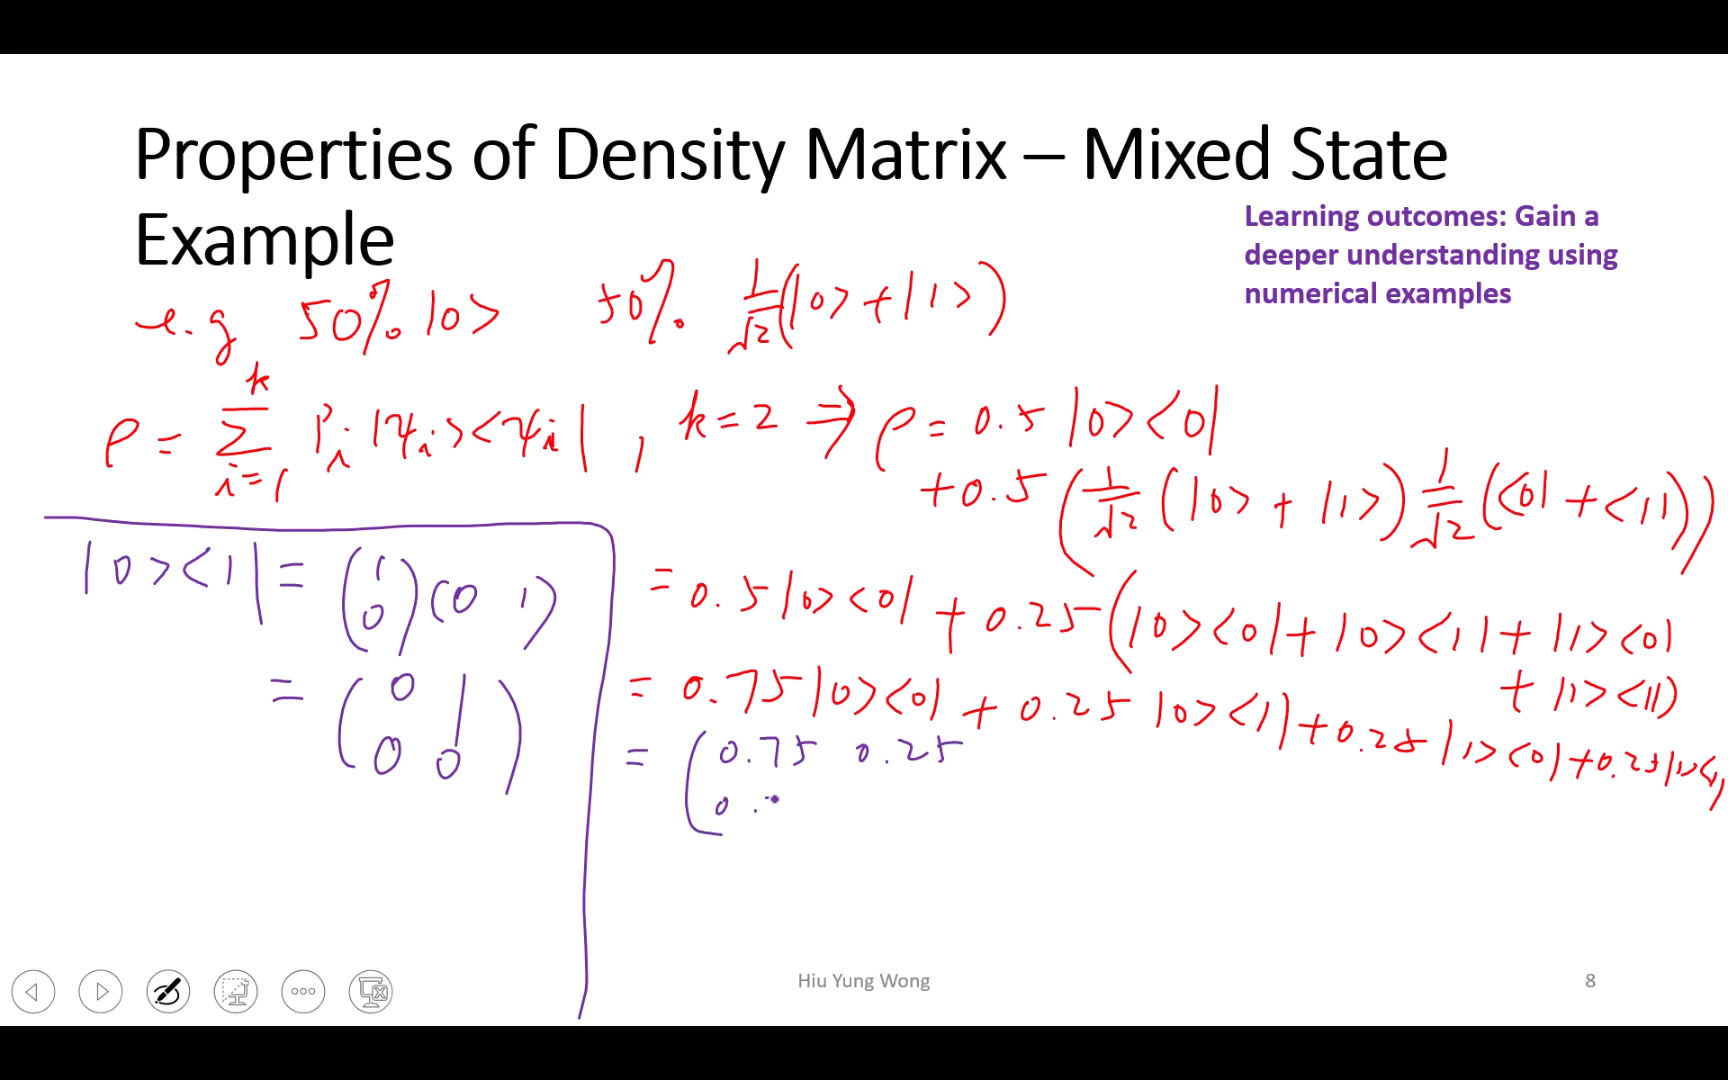 Properties of Density Matrix – Mixed State
Example
Learning outcomes: Gain a
deeper understanding using
numerical examples
e.g 50% |0> 50% 1/√2 (|0> + |1>)
ρ = Σ_{i=1}^{k} P_i |ψ_i><ψ_i| , k=2 ⇒ ρ = 0.5 |0><0|
+0.5 (1/√2 (|0> + |1>) 1/√2 (<0| + <1|))
= 0.5 |0><0| + 0.25 (|0><0| + |0><1| + |1><0|
+ |1><1|)
= 0.75 |0><0| + 0.25 |0><1| + 0.25 |1><0| + 0.25 |1><1|
= (0.75 0.25
0 .
|0><1| = (1
0) (0 1)
= (0 1
0 0)
Hiu Yung Wong
8